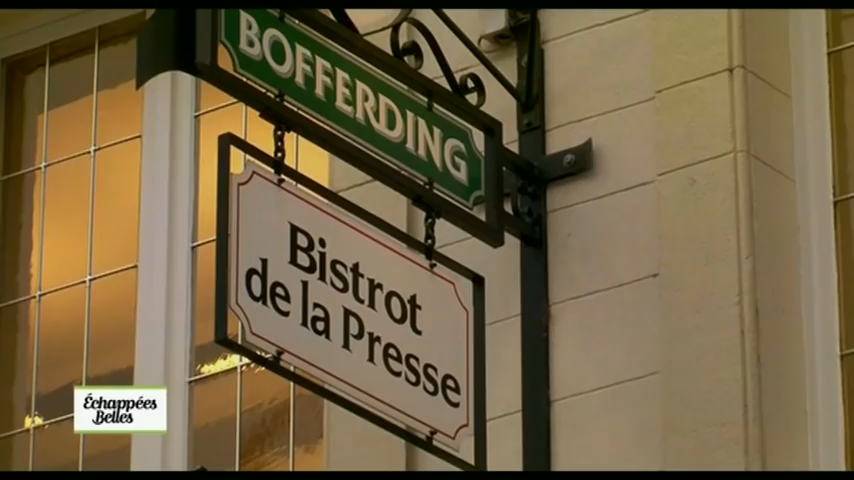 BOFFERDING
Bistrot
de la Presse
Échappées
Belles